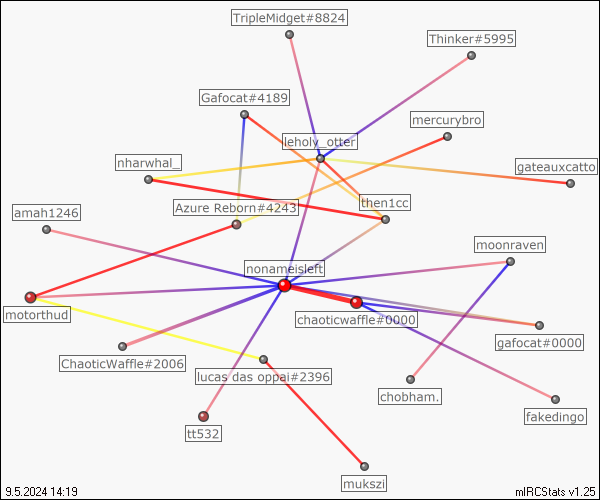 TripleMidget#8824
Thinker#5995
Gafocat#4189
mercurybro
leholy_otter
nharwhal_
gateauxcatto
amah1246
Azure Reborn#4243
then1cc
moonraven
nonameisleft
motorthud
chaoticwaffle#0000
gafocat#0000
ChaoticWaffle#2006
lucas das oppai#2396
chobham.
fakedingo
tt532
mukszi
9.5.2024 14:19
mIRCStats v1.25